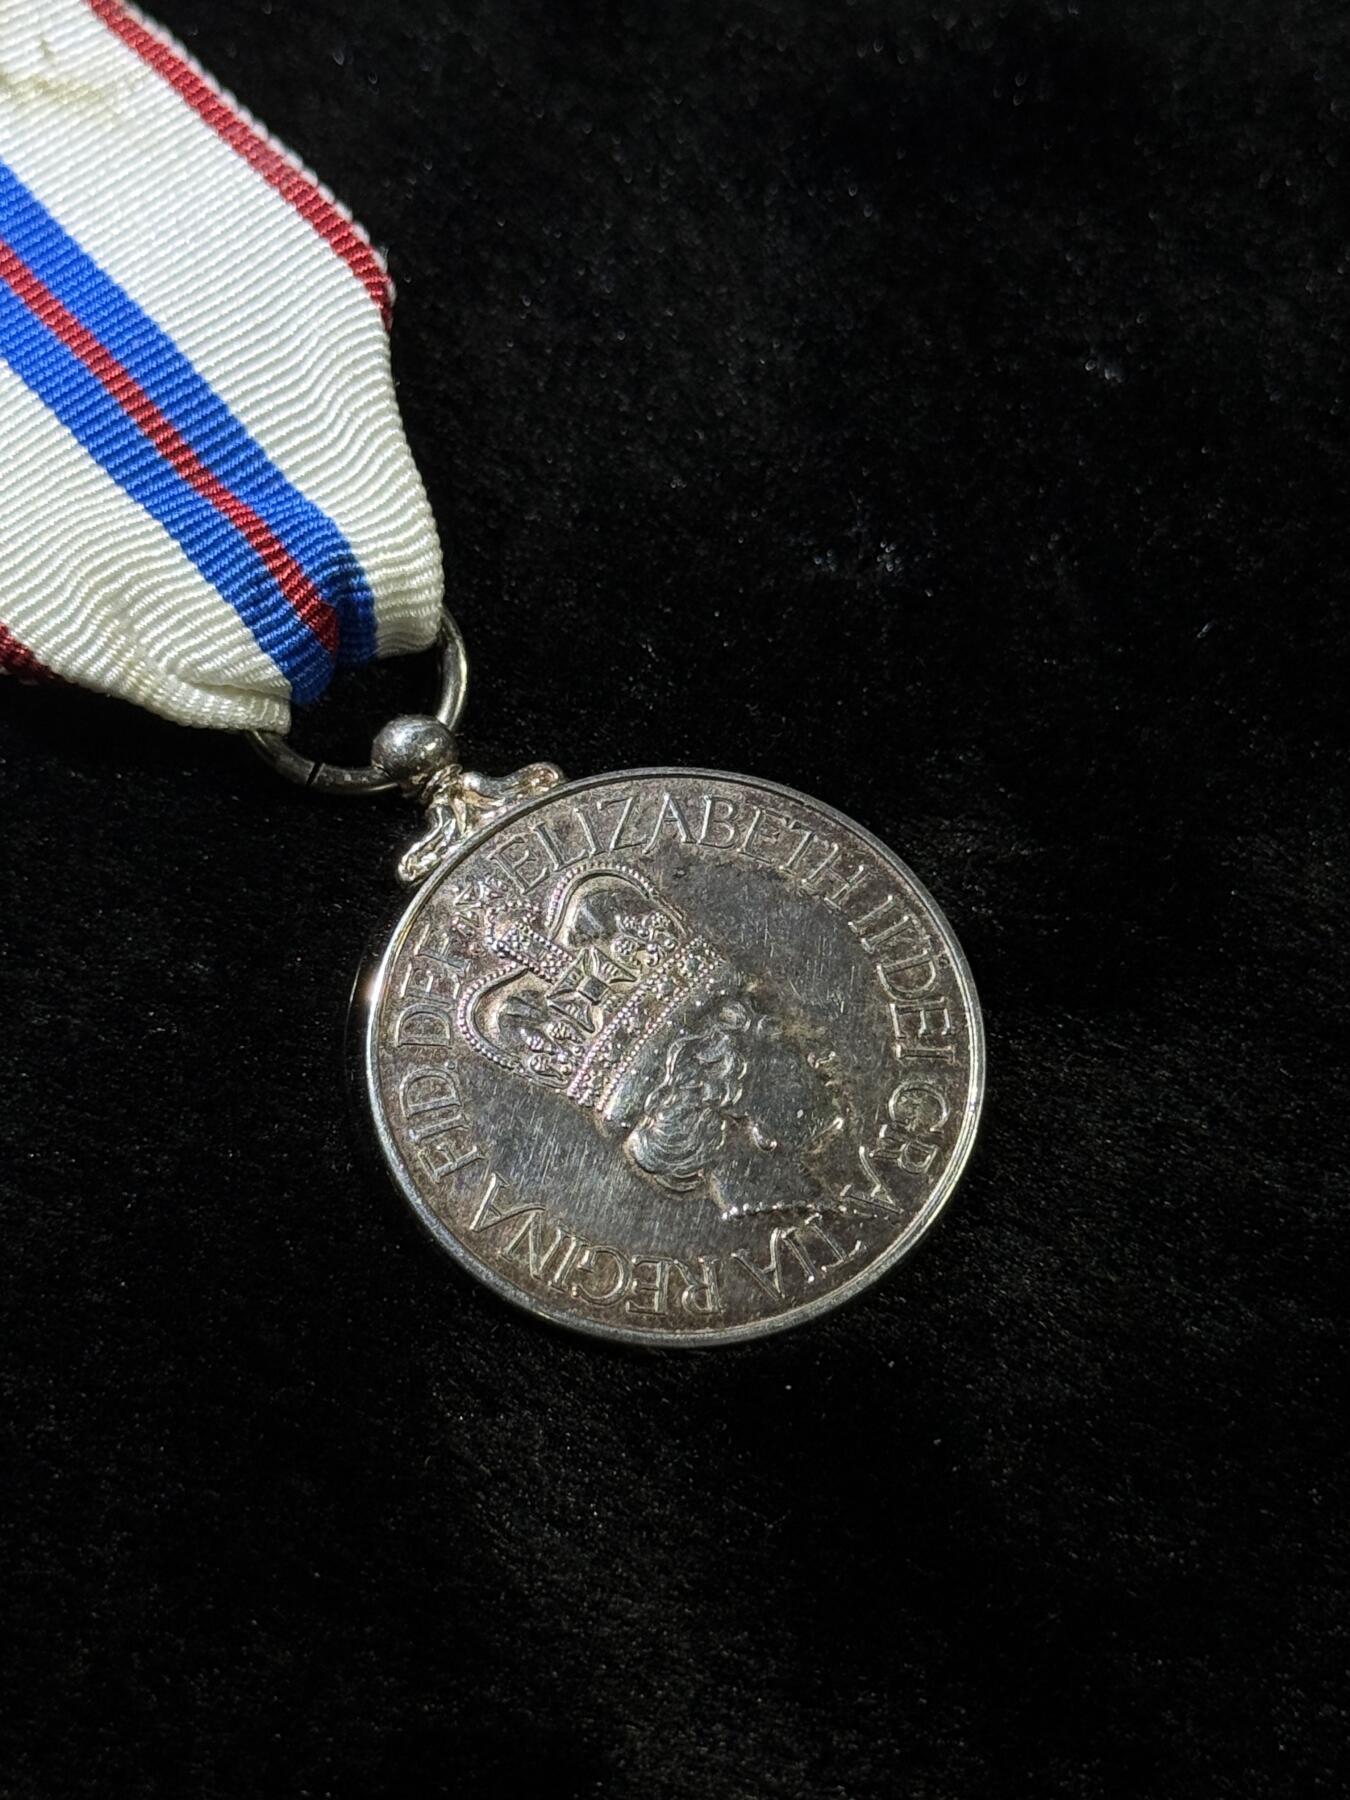 ELIZABETH II DEI GRATIA REGINA FID. DEF.